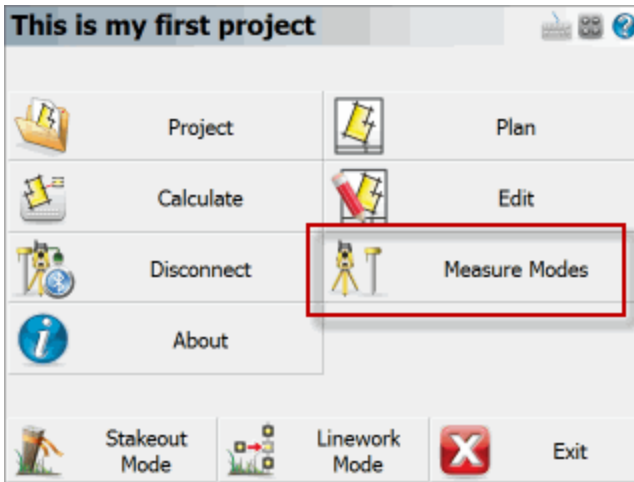 This is my first project
Project
Plan
Calculate
Edit
Disconnect
Measure Modes
About
Stakeout
Mode
Linework
Mode
Exit